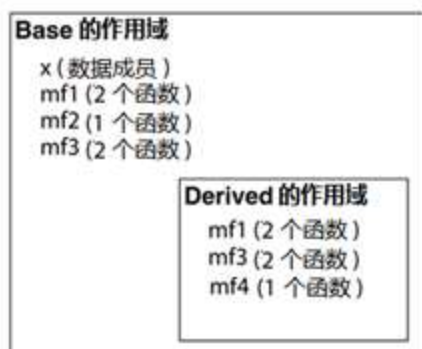 Base 的作用域
x ( 数据成员 )
mf1 (2 个函数 )
mf2 (1 个函数 )
mf3 (2 个函数 )
Derived 的作用域
mf1 (2 个函数 )
mf3 (2 个函数 )
mf4 (1 个函数 )